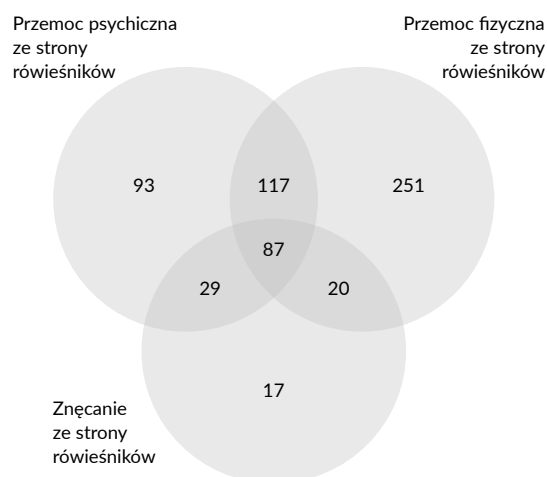 Przemoc psychiczna
ze strony
rówieśników
Przemoc fizyczna
ze strony
rówieśników
93
117
251
87
29
20
17
Znęcanie
ze strony
rówieśników